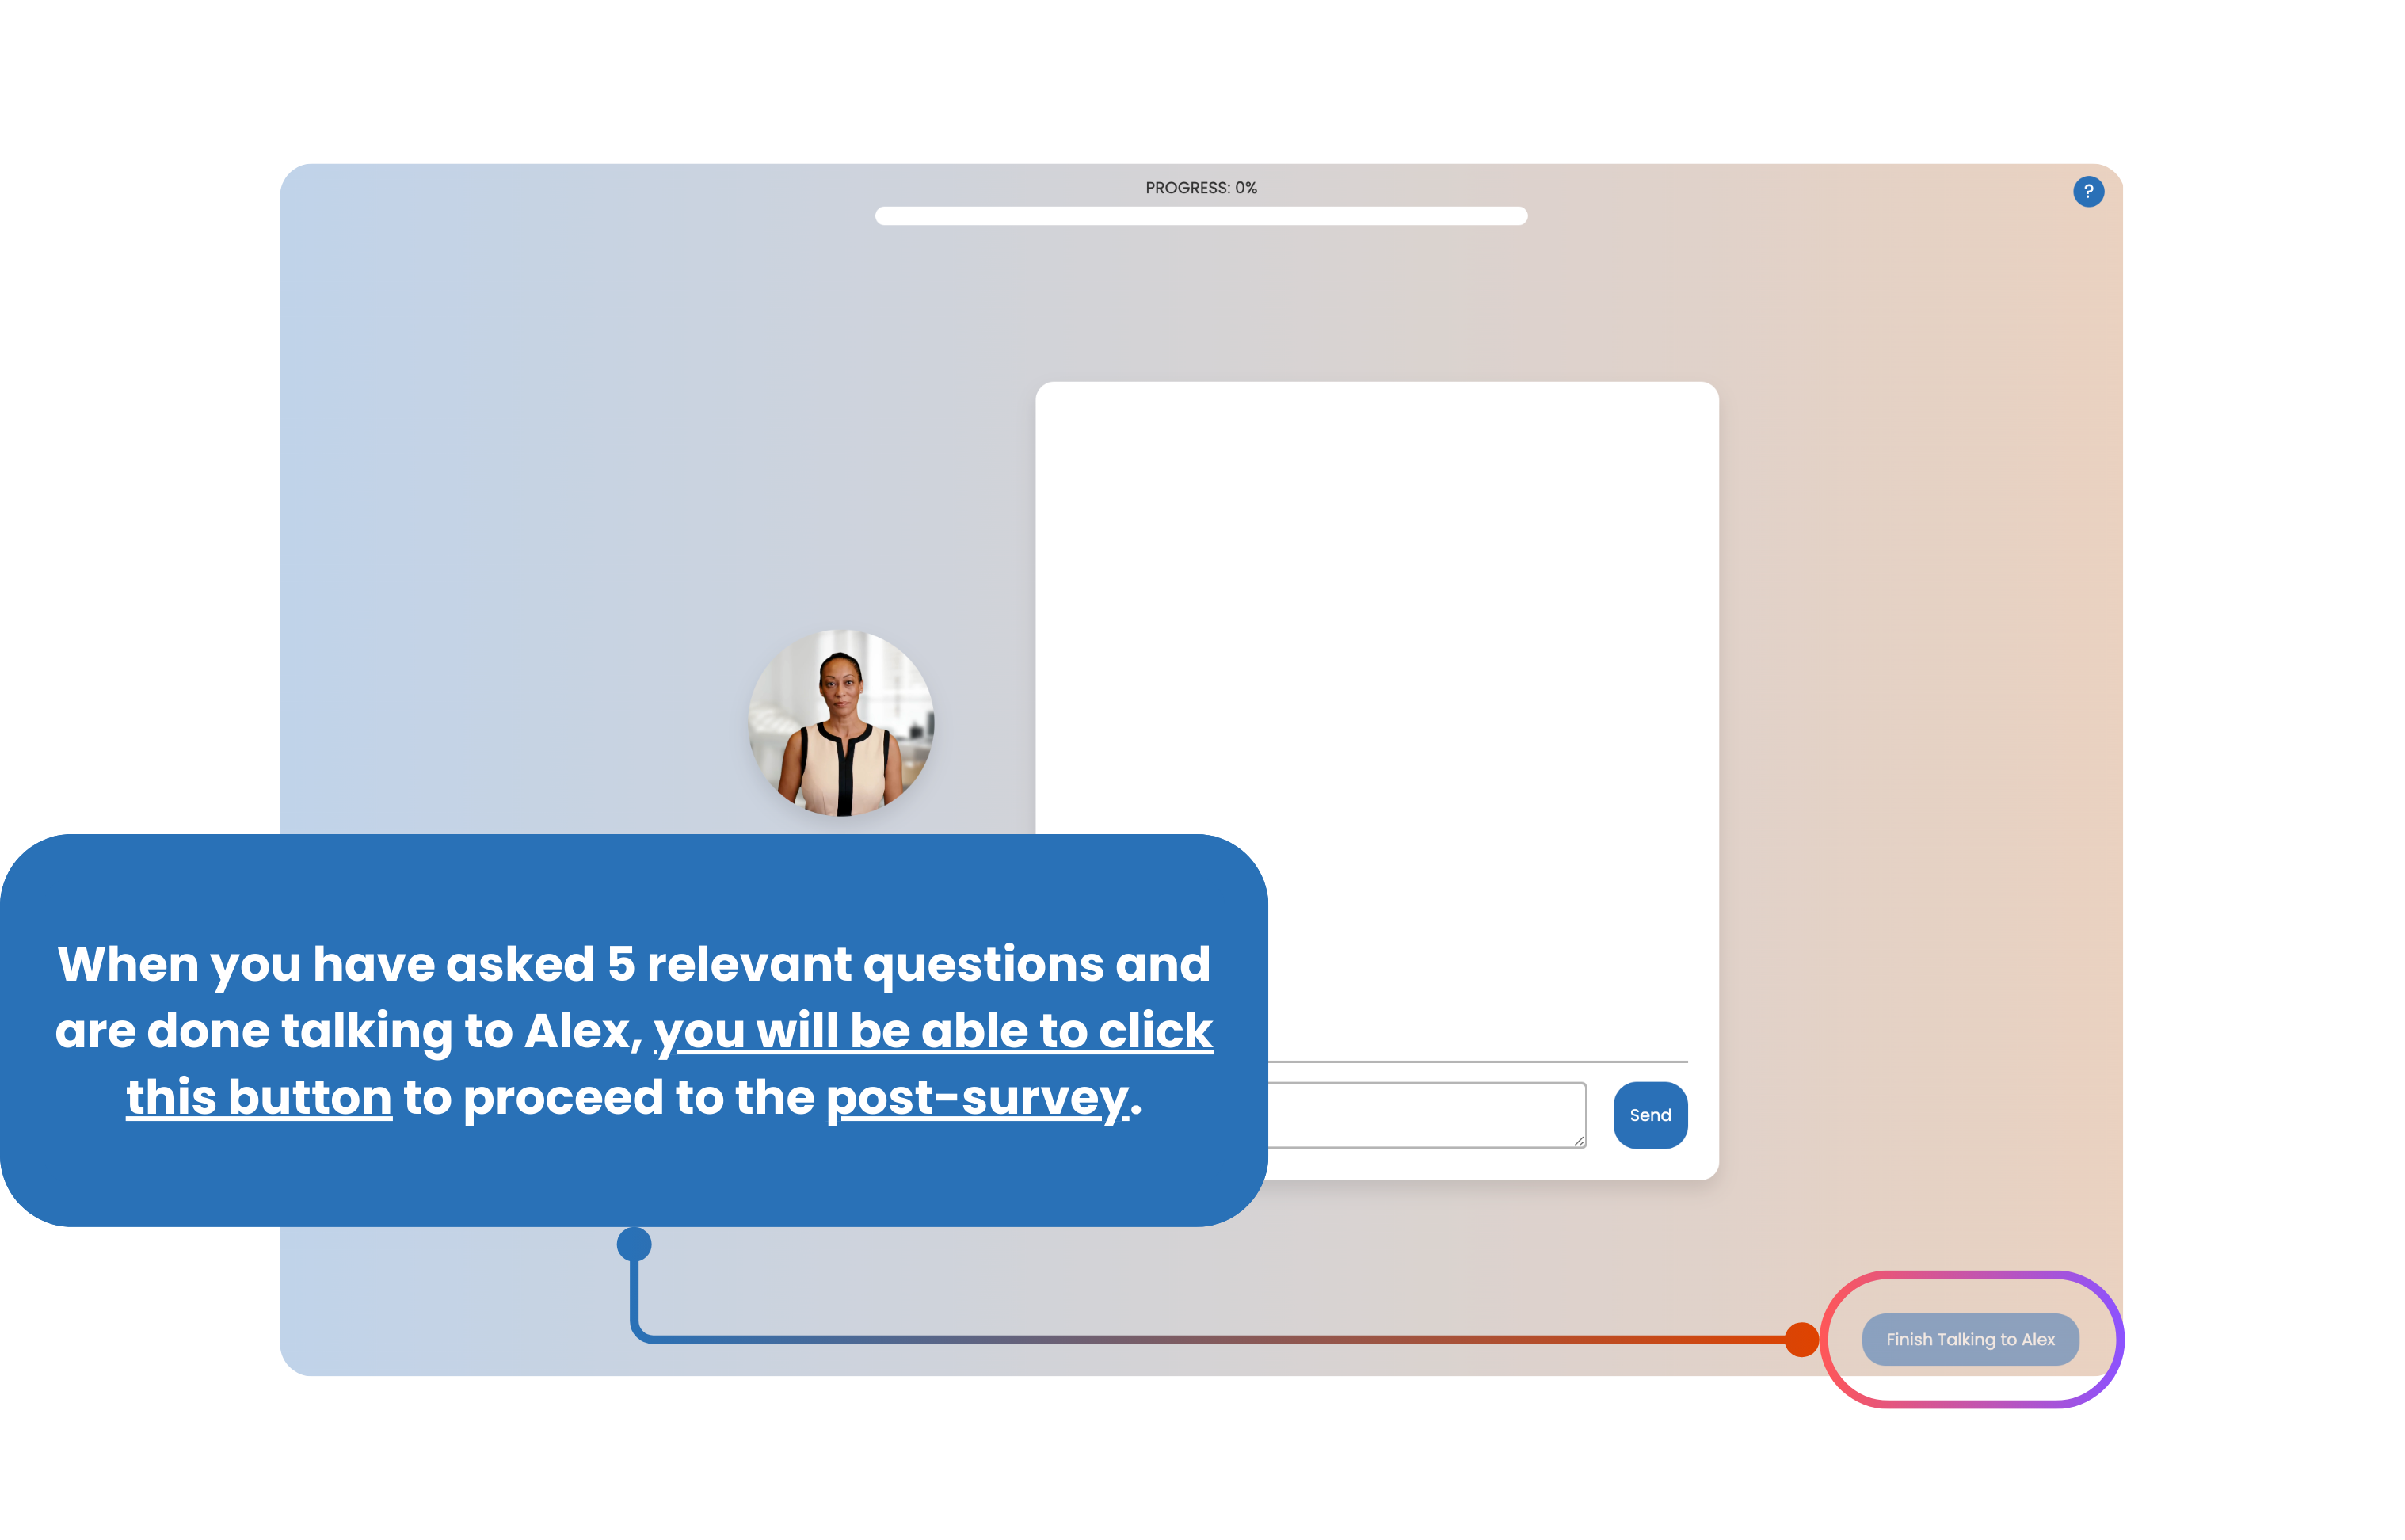 PROGRESS: 0%
?
When you have asked 5 relevant questions and
are done talking to Alex, you will be able to click
this button to proceed to the post-survey.
Send
Finish Talking to Alex